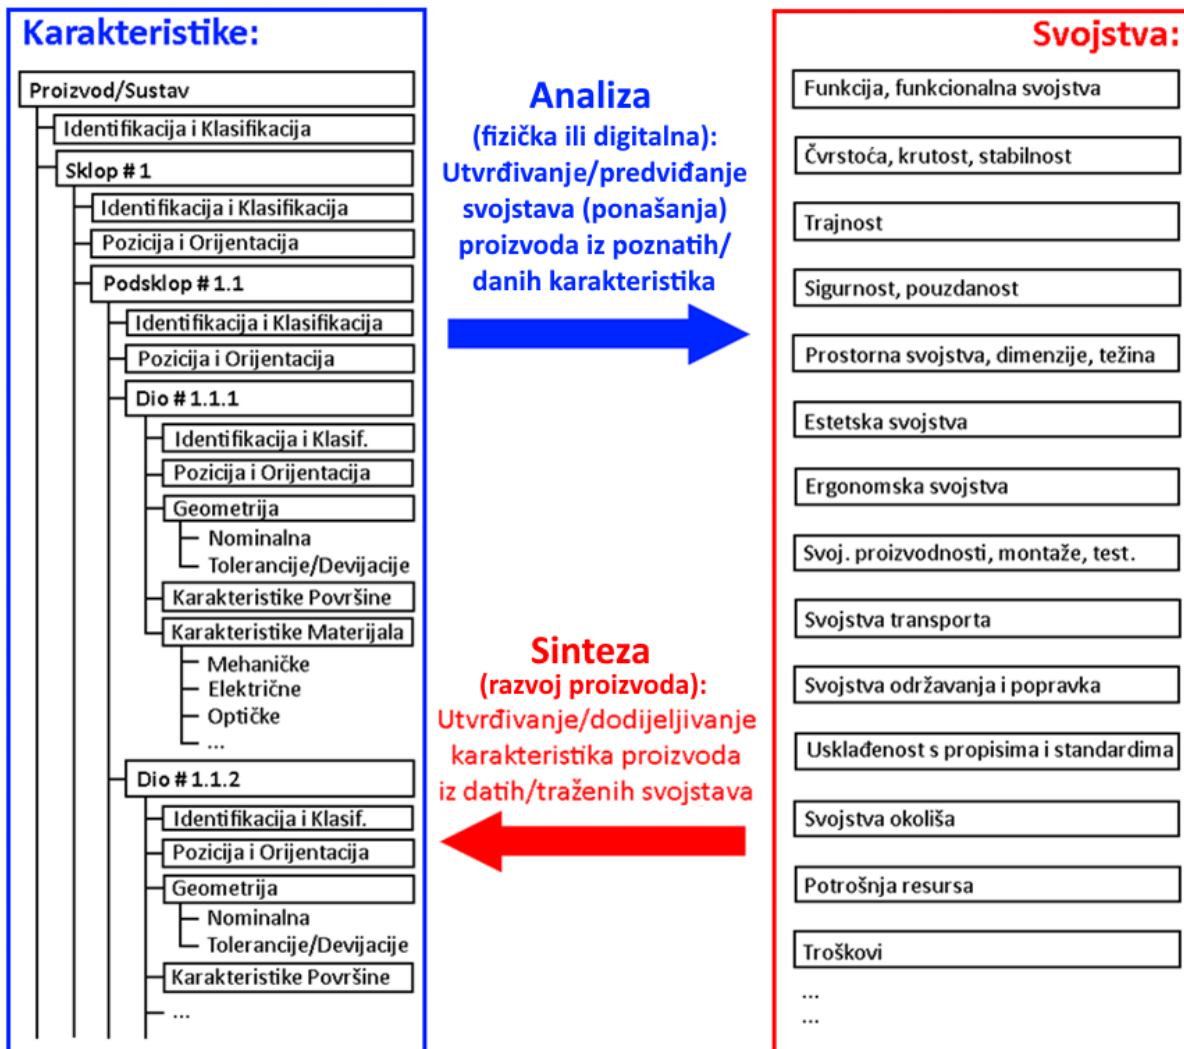 Karakteristike:
Proizvod/Sustav
Identifikacija i Klasifikacija
Sklop # 1
Identifikacija i Klasifikacija
Pozicija i Orijentacija
Podsklop # 1.1
Identifikacija i Klasifikacija
Pozicija i Orijentacija
Dio # 1.1.1
Identifikacija i Klasif.
Pozicija i Orijentacija
Geometrija
Nominalna
Tolerancije/Devijacije
Karakteristike Površine
Karakteristike Materijala
Mehaničke
Električne
Optičke
...
Dio # 1.1.2
Identifikacija i Klasif.
Pozicija i Orijentacija
Geometrija
Nominalna
Tolerancije/Devijacije
Karakteristike Površine
...
Analiza
(fizička ili digitalna):
Utvrđivanje/predviđanje
svojstava (ponašanja)
proizvoda iz poznatih/
danih karakteristika
Sinteza
(razvoj proizvoda):
Utvrđivanje/dodijeljivanje
karakteristika proizvoda
iz datih/traženih svojstava
Svojstva:
Funkcija, funkcionalna svojstva
Čvrstoća, krutost, stabilnost
Trajnost
Sigurnost, pouzdanost
Prostorna svojstva, dimenzije, težina
Estetska svojstva
Ergonomska svojstva
Svoj. proizvodnosti, montaže, test.
Svojstva transporta
Svojstva održavanja i popravka
Usklađenost s propisima i standardima
Svojstva okoliša
Potrošnja resursa
Troškovi
...
...